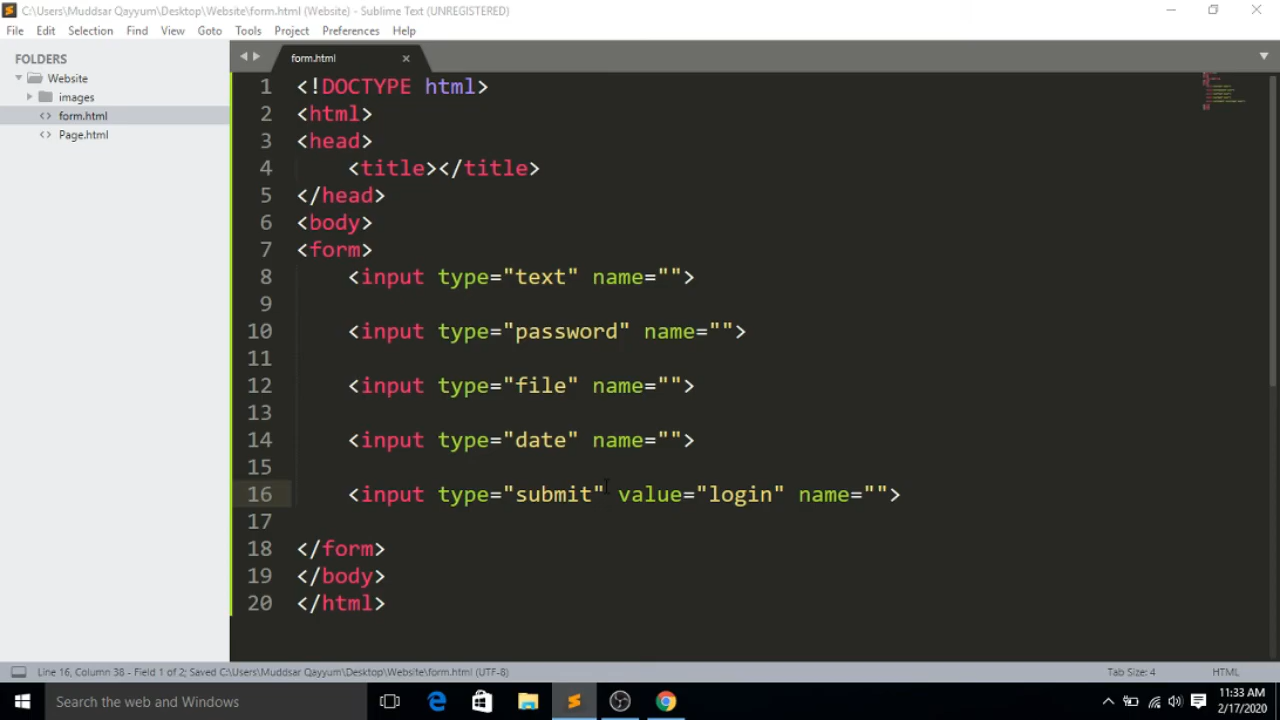 C:\Users\Muddsar Qayyum\Desktop\Website\form.html (Website) - Sublime Text (UNREGISTERED)
File Edit Selection Find View Goto Tools Project Preferences Help
FOLDERS
Website
images
form.html
Page.html
form.html
1 <!DOCTYPE html>
2 <html>
3 <head>
4 <title></title>
5 </head>
6 <body>
7 <form>
8 <input type="text" name="">
9
10 <input type="password" name="">
11
12 <input type="file" name="">
13
14 <input type="date" name="">
15
16 <input type="submit" value="login" name="">
17
18 </form>
19 </body>
20 </html>
Line 16, Column 38 - Field 1 of 2; Saved C:\Users\Muddsar Qayyum\Desktop\Website\form.html (UTF-8) Tab Size: 4 HTML
Search the web and Windows
11:33 AM
2/17/2020